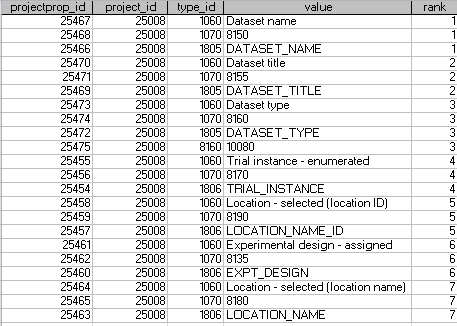 projectprop_id project_id type_id value rank
25467 25008 1060 Dataset name 1
25468 25008 1070 8150 1
25466 25008 1805 DATASET_NAME 1
25470 25008 1060 Dataset title 2
25471 25008 1070 8155 2
25469 25008 1805 DATASET_TITLE 2
25473 25008 1060 Dataset type 3
25474 25008 1070 8160 3
25472 25008 1805 DATASET_TYPE 3
25475 25008 8160 10080 3
25455 25008 1060 Trial instance - enumerated 4
25456 25008 1070 8170 4
25454 25008 1806 TRIAL_INSTANCE 4
25458 25008 1060 Location - selected (location ID) 5
25459 25008 1070 8190 5
25457 25008 1806 LOCATION_NAME_ID 5
25461 25008 1060 Experimental design - assigned 6
25462 25008 1070 8135 6
25460 25008 1806 EXPT_DESIGN 6
25464 25008 1060 Location - selected (location name) 7
25465 25008 1070 8180 7
25463 25008 1806 LOCATION_NAME 7